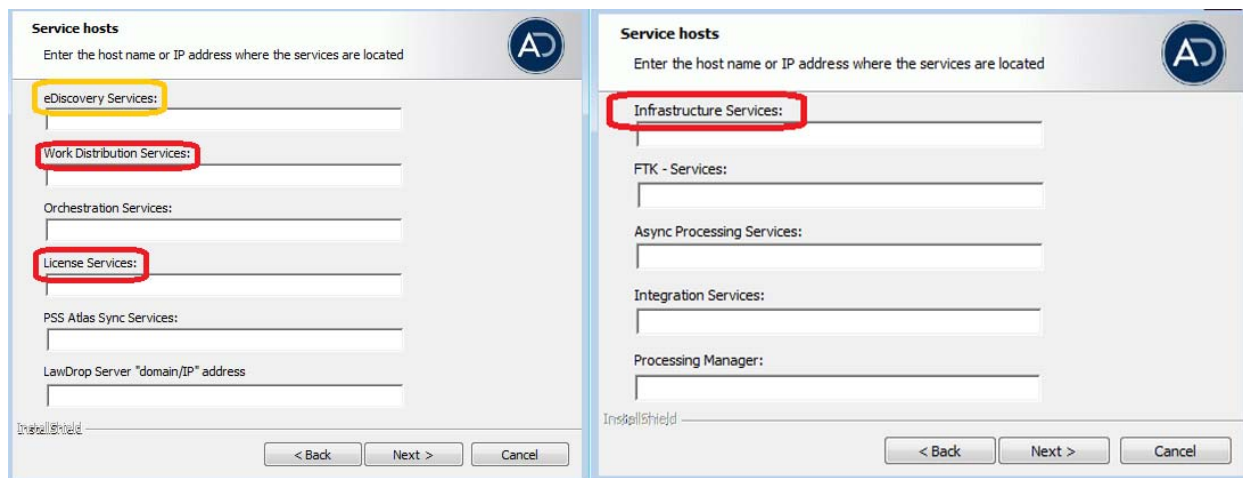 Service hosts
Enter the host name or IP address where the services are located
AD
eDiscovery Services:
Work Distribution Services:
Orchestration Services:
License Services:
PSS Atlas Sync Services:
LawDrop Server "domain/IP" address
InstallShield
< Back
Next >
Cancel
Service hosts
Enter the host name or IP address where the services are located
AD
Infrastructure Services:
FTK - Services:
Async Processing Services:
Integration Services:
Processing Manager:
InstallShield
< Back
Next >
Cancel